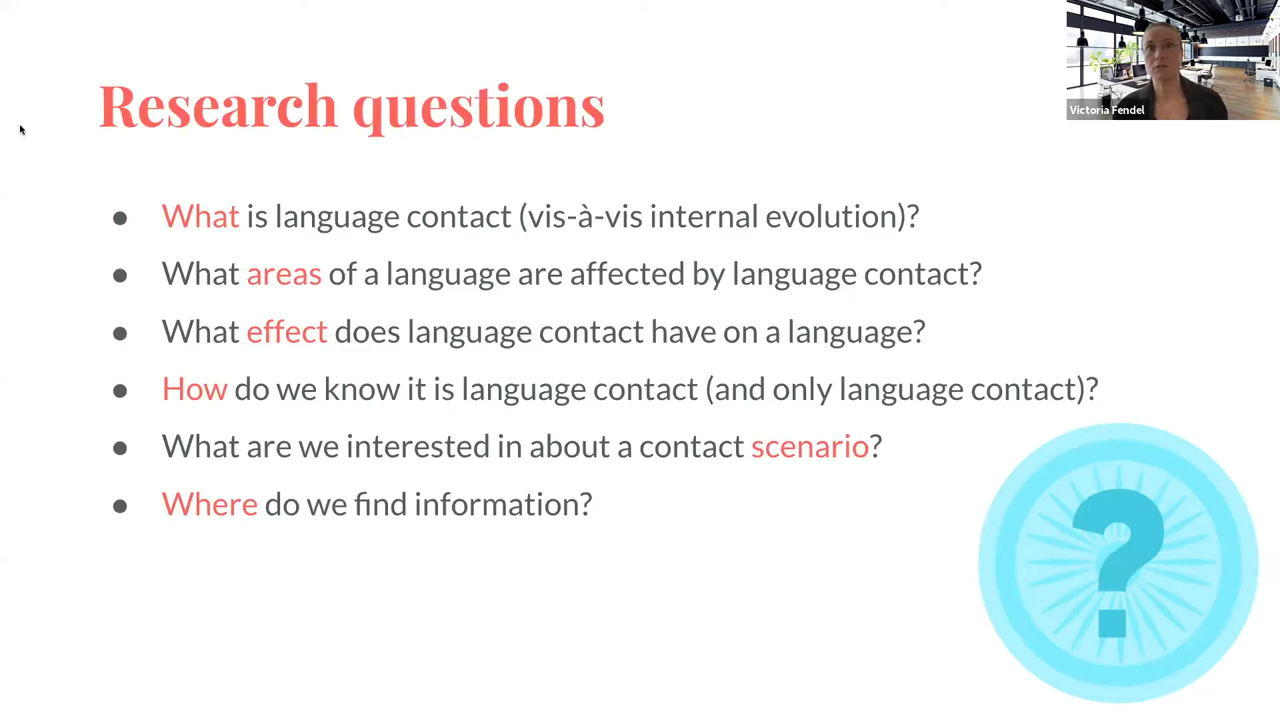 Research questions
Victoria Fendel
● What is language contact (vis-à-vis internal evolution)?
● What areas of a language are affected by language contact?
● What effect does language contact have on a language?
● How do we know it is language contact (and only language contact)?
● What are we interested in about a contact scenario?
● Where do we find information?
?